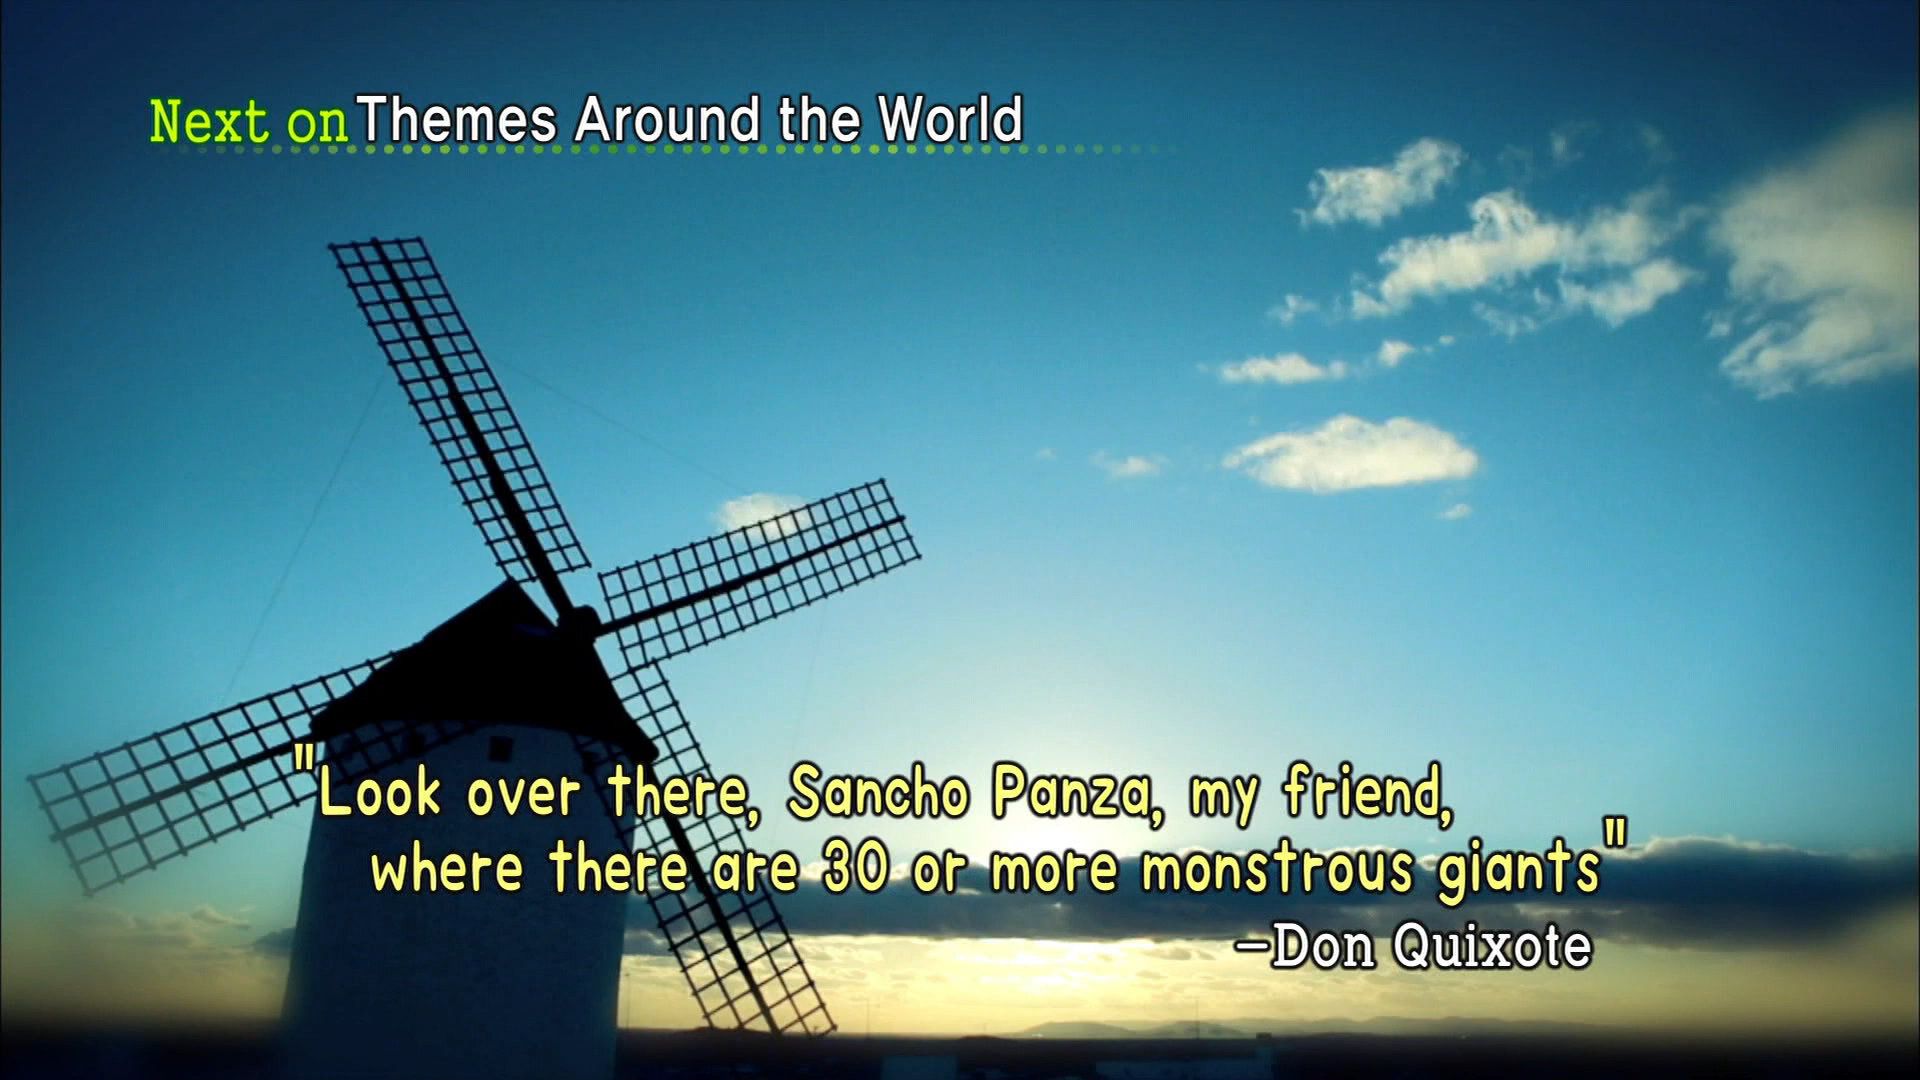 Next on Themes Around the World
"Look over there, Sancho Panza, my friend,
where there are 30 or more monstrous giants"
–Don Quixote